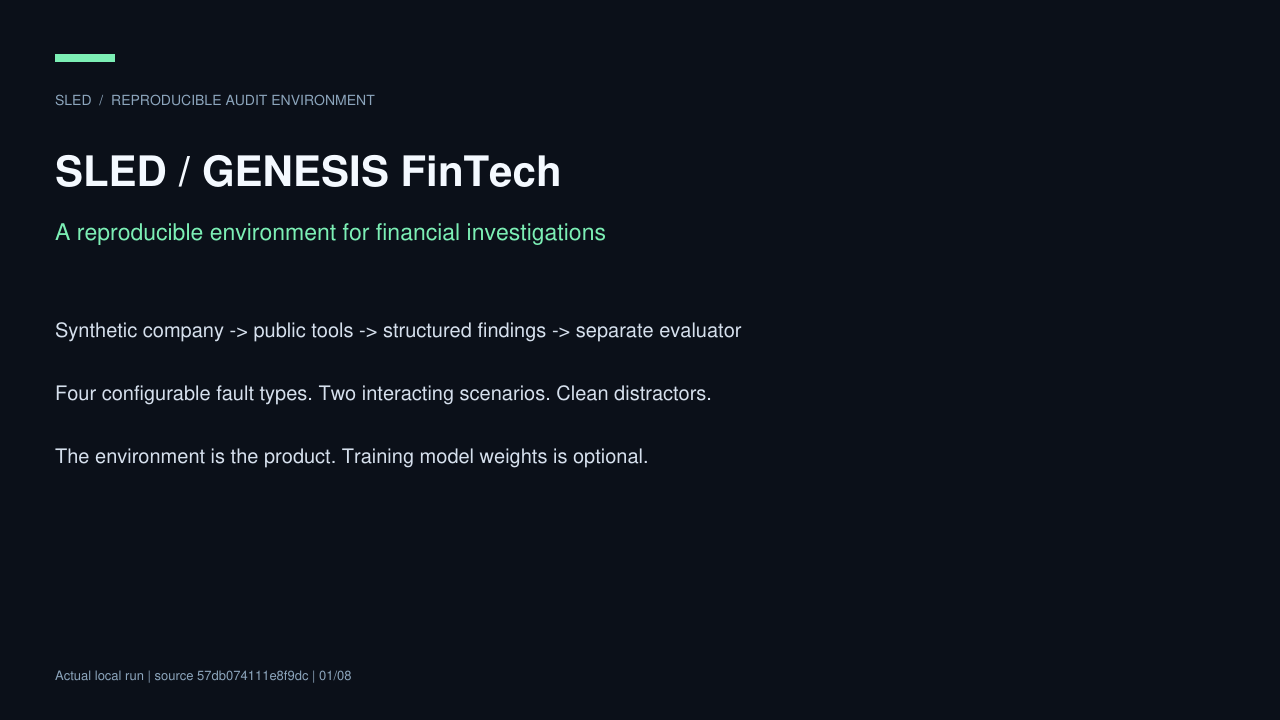 SLED / REPRODUCIBLE AUDIT ENVIRONMENT
SLED / GENESIS FinTech
A reproducible environment for financial investigations
Synthetic company -> public tools -> structured findings -> separate evaluator
Four configurable fault types. Two interacting scenarios. Clean distractors.
The environment is the product. Training model weights is optional.
Actual local run | source 57db074111e8f9dc | 01/08